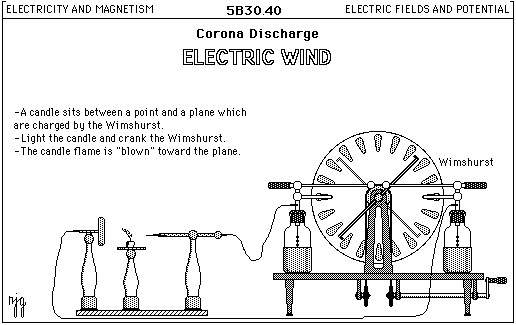 ELECTRICITY AND MAGNETISM 5B30.40 ELECTRIC FIELDS AND POTENTIAL
Corona Discharge
ELECTRIC WIND
-A candle sits between a point and a plane which
are charged by the Wimshurst.
-Light the candle and crank the Wimshurst.
-The candle flame is "blown" toward the plane.
Wimshurst
njg